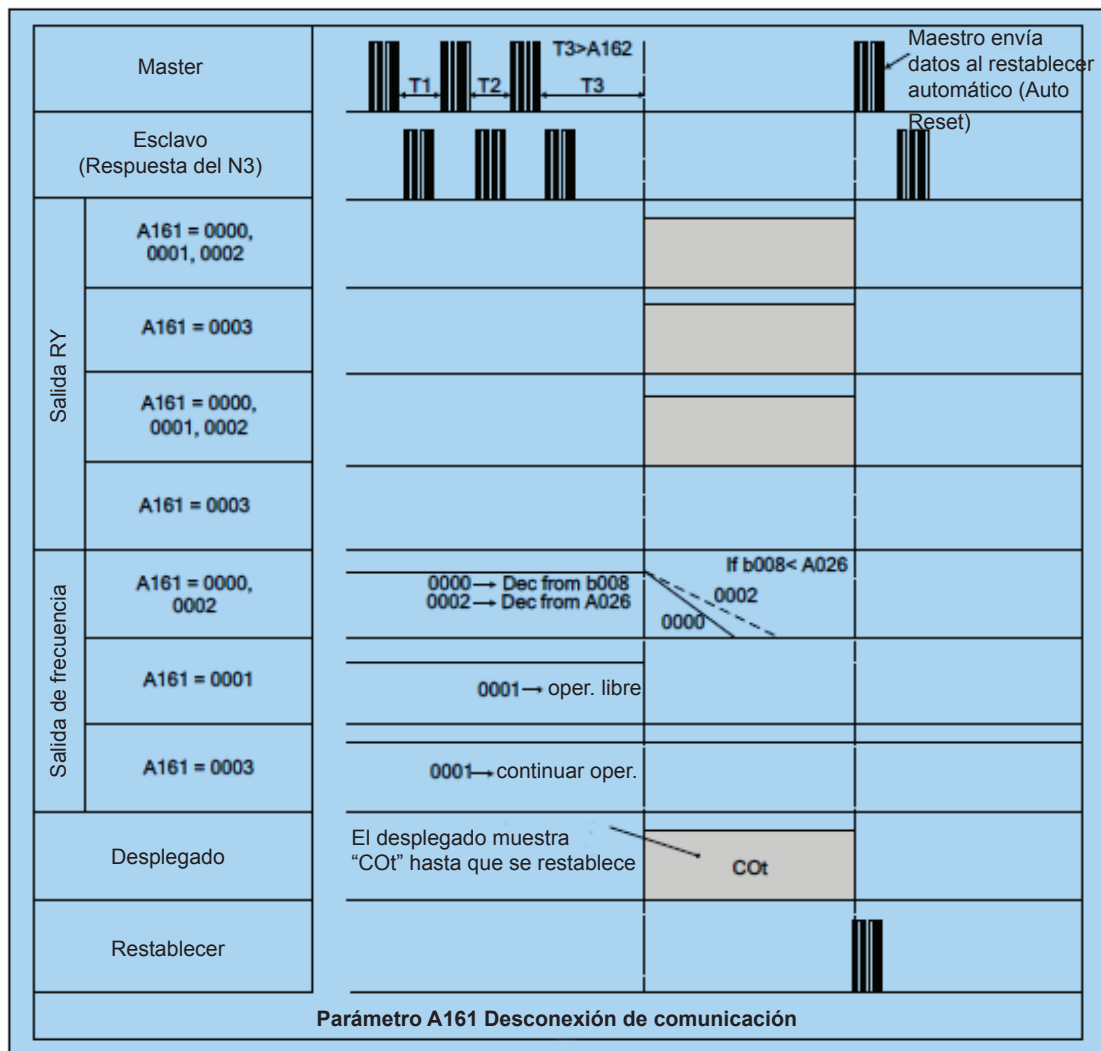 Master
T1
T2
T3>A162
T3
Maestro envía
datos al restablecer
automático (Auto
Reset)
Esclavo
(Respuesta del N3)
Salida RY
A161 = 0000,
0001, 0002
A161 = 0003
A161 = 0000,
0001, 0002
A161 = 0003
Salida de frecuencia
A161 = 0000,
0002
0000→ Dec from b008
0002→ Dec from A026
If b008< A026
0002
0000
A161 = 0001
0001→ oper. libre
A161 = 0003
0001→ continuar oper.
Desplegado
El desplegado muestra
“COt” hasta que se restablece
COt
Restablecer
Parámetro A161 Desconexión de comunicación